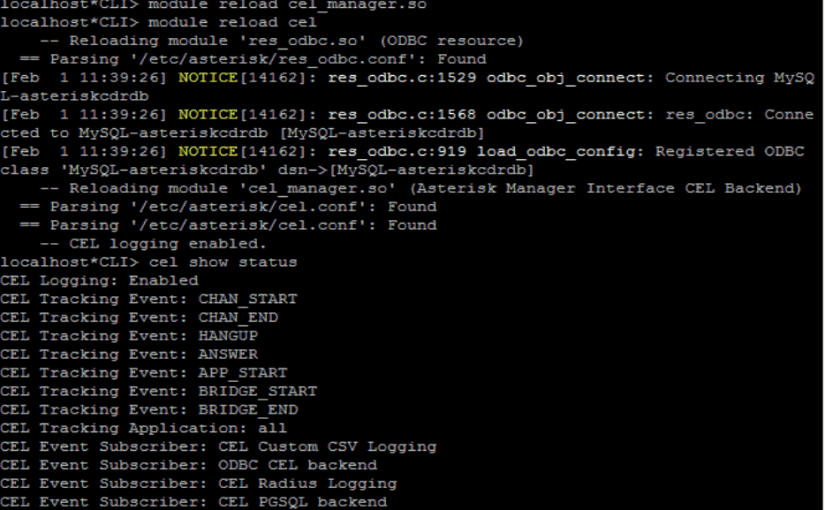 localhost*CLI> module reload cel_manager.so
localhost*CLI> module reload cel
    -- Reloading module 'res_odbc.so' (ODBC resource)
  == Parsing '/etc/asterisk/res_odbc.conf': Found
[Feb  1 11:39:26] NOTICE[14162]: res_odbc.c:1529 odbc_obj_connect: Connecting MySQ
L-asteriskcdrdb
[Feb  1 11:39:26] NOTICE[14162]: res_odbc.c:1568 odbc_obj_connect: res_odbc: Conne
cted to MySQL-asteriskcdrdb [MySQL-asteriskcdrdb]
[Feb  1 11:39:26] NOTICE[14162]: res_odbc.c:919 load_odbc_config: Registered ODBC
class 'MySQL-asteriskcdrdb' dsn->[MySQL-asteriskcdrdb]
    -- Reloading module 'cel_manager.so' (Asterisk Manager Interface CEL Backend)
  == Parsing '/etc/asterisk/cel.conf': Found
  == Parsing '/etc/asterisk/cel.conf': Found
    -- CEL logging enabled.
localhost*CLI> cel show status
CEL Logging: Enabled
CEL Tracking Event: CHAN_START
CEL Tracking Event: CHAN_END
CEL Tracking Event: HANGUP
CEL Tracking Event: ANSWER
CEL Tracking Event: APP_START
CEL Tracking Event: BRIDGE_START
CEL Tracking Event: BRIDGE_END
CEL Tracking Application: all
CEL Event Subscriber: CEL Custom CSV Logging
CEL Event Subscriber: ODBC CEL backend
CEL Event Subscriber: CEL Radius Logging
CEL Event Subscriber: CEL PGSQL backend